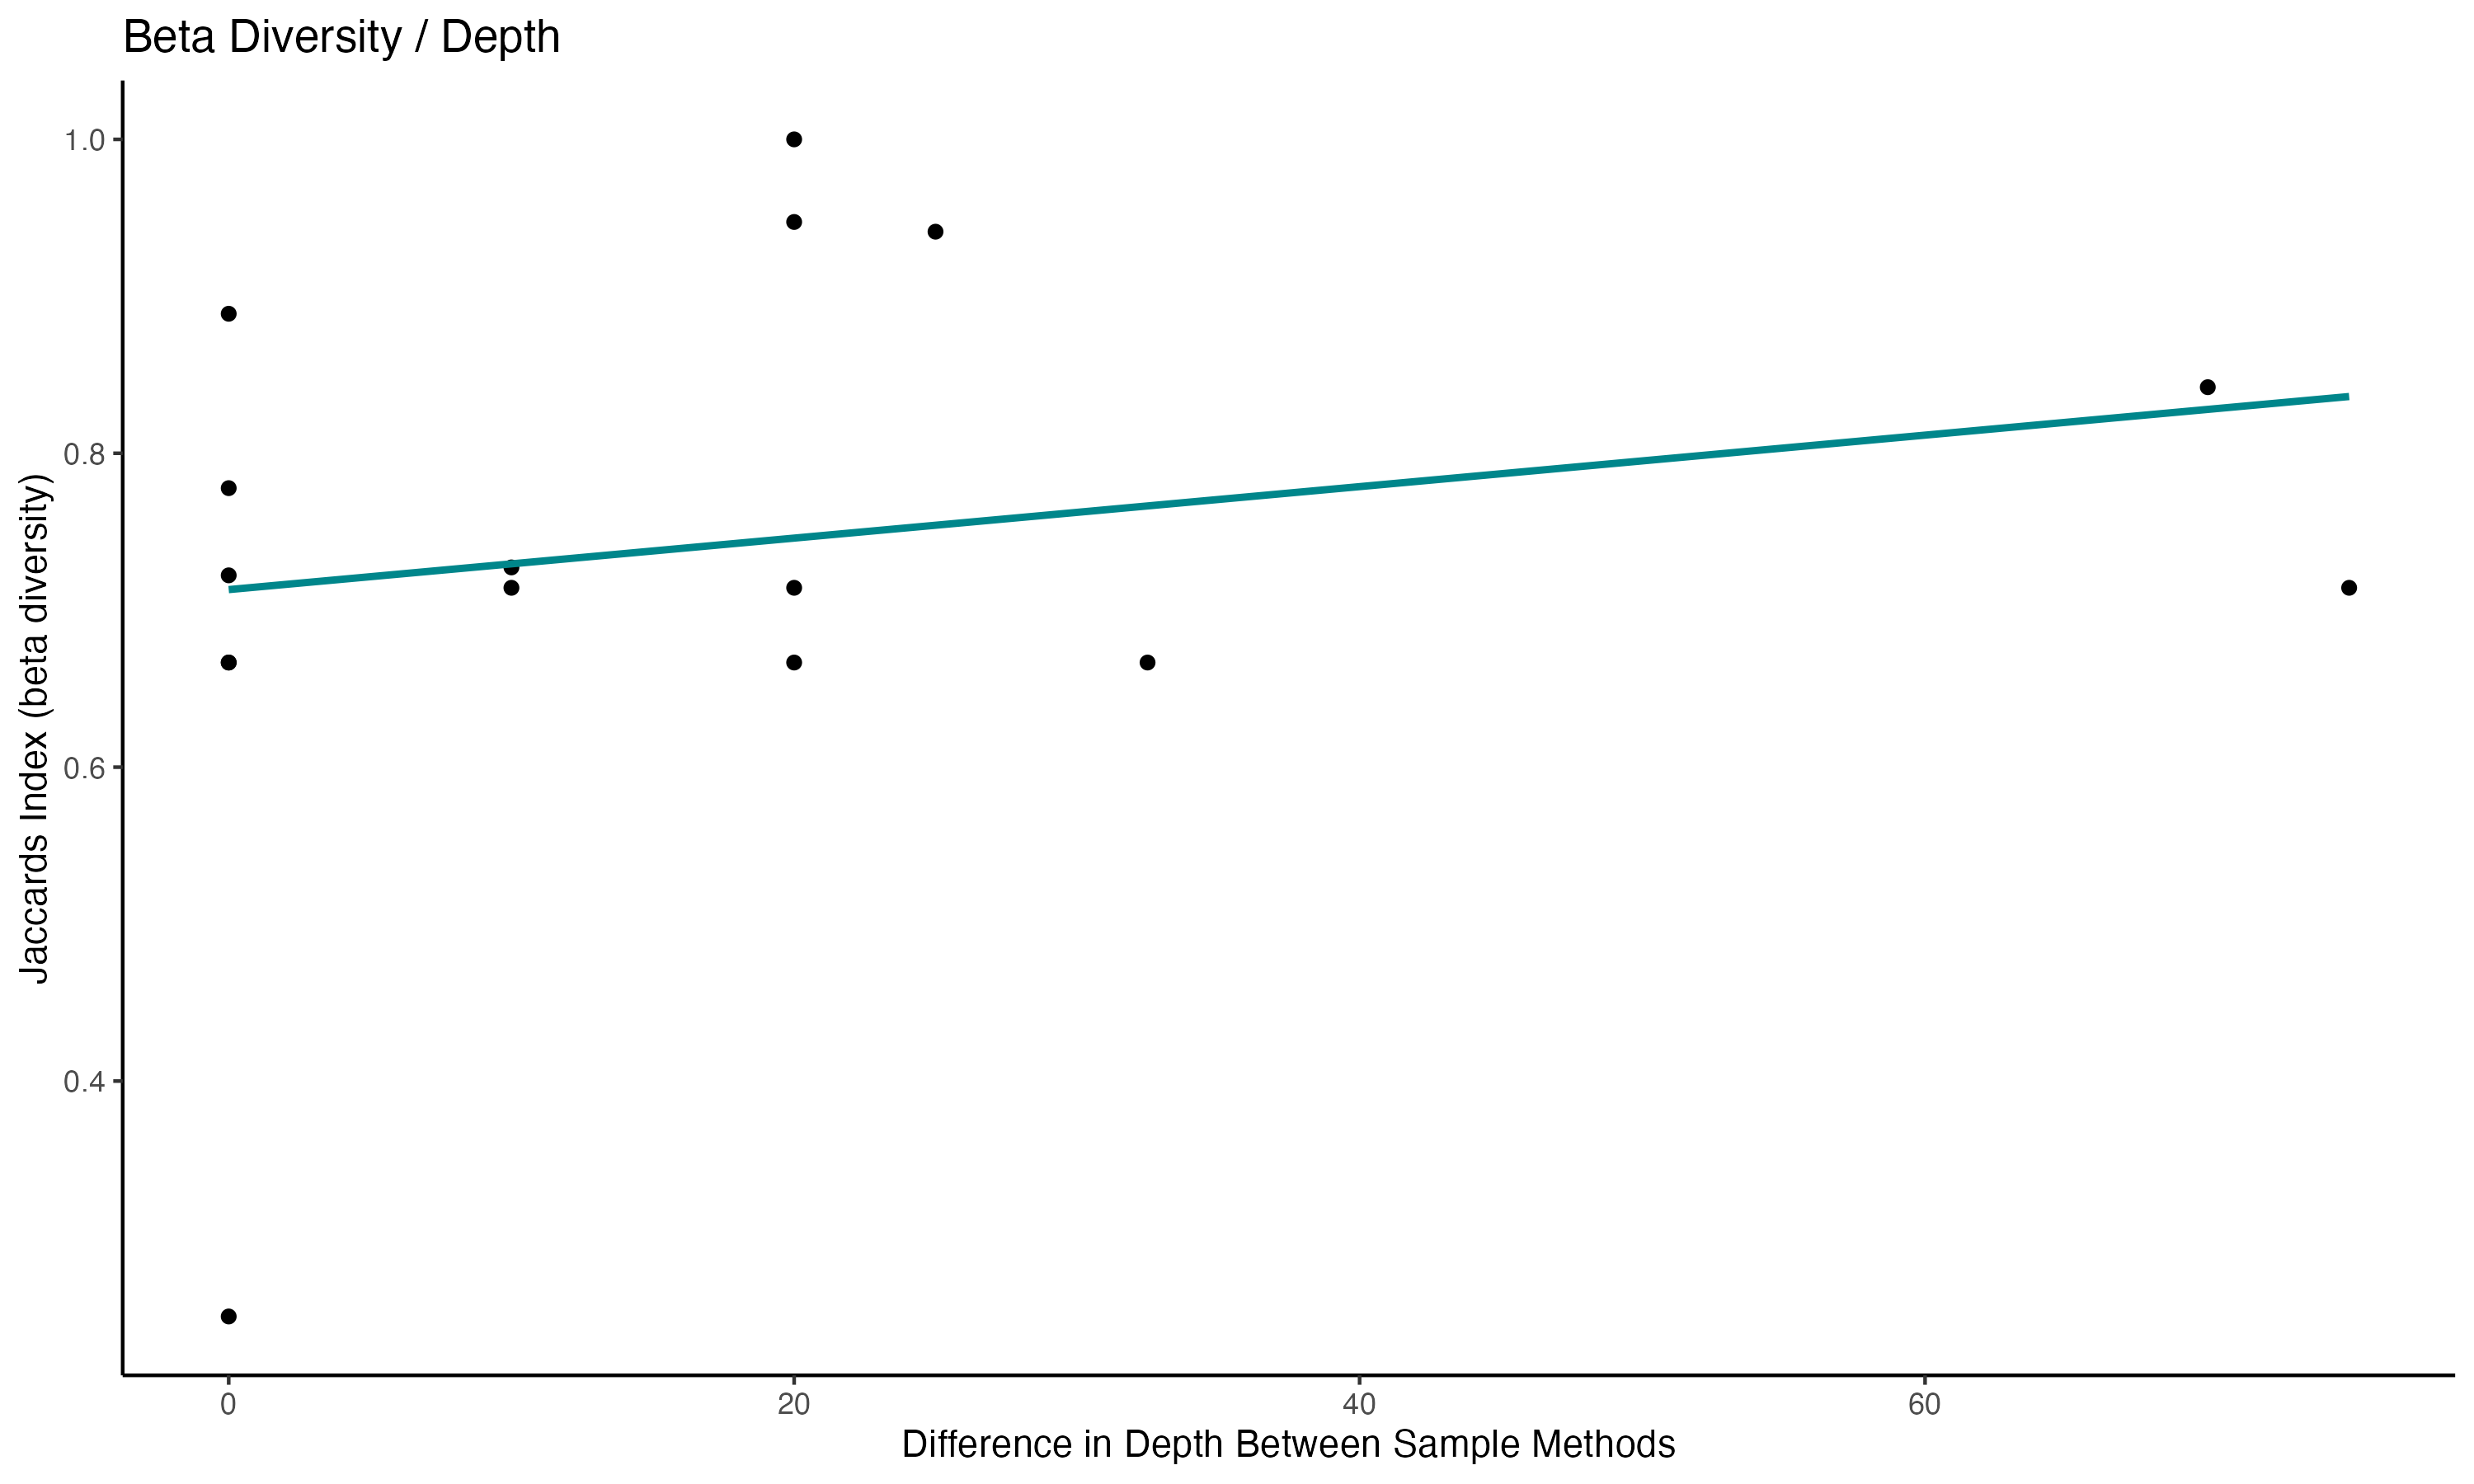 Beta Diversity / Depth
Jaccards Index (beta diversity)
1.0
0.8
0.6
0.4
0
20
40
60
Difference in Depth Between Sample Methods